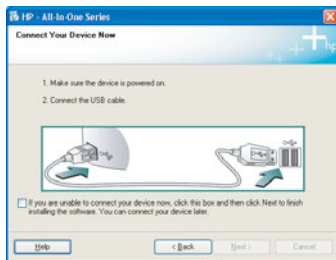 HP - All-In-One Series
Connect Your Device Now
hp
1. Make sure the device is powered on.
2. Connect the USB cable.
If you are unable to connect your device now, click this box and then click Next to finish
installing the software. You can connect your device later.
Help
< Back
Next >
Cancel